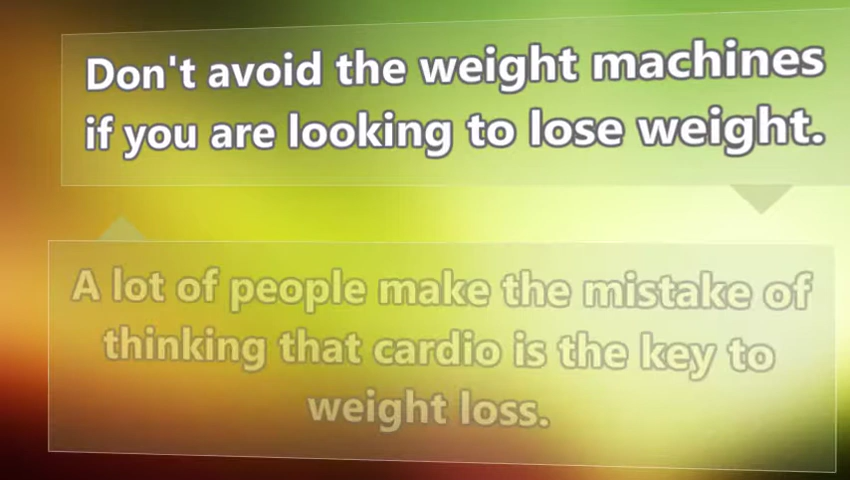 Don't avoid the weight machines
if you are looking to lose weight.
A lot of people make the mistake of
thinking that cardio is the key to
weight loss.